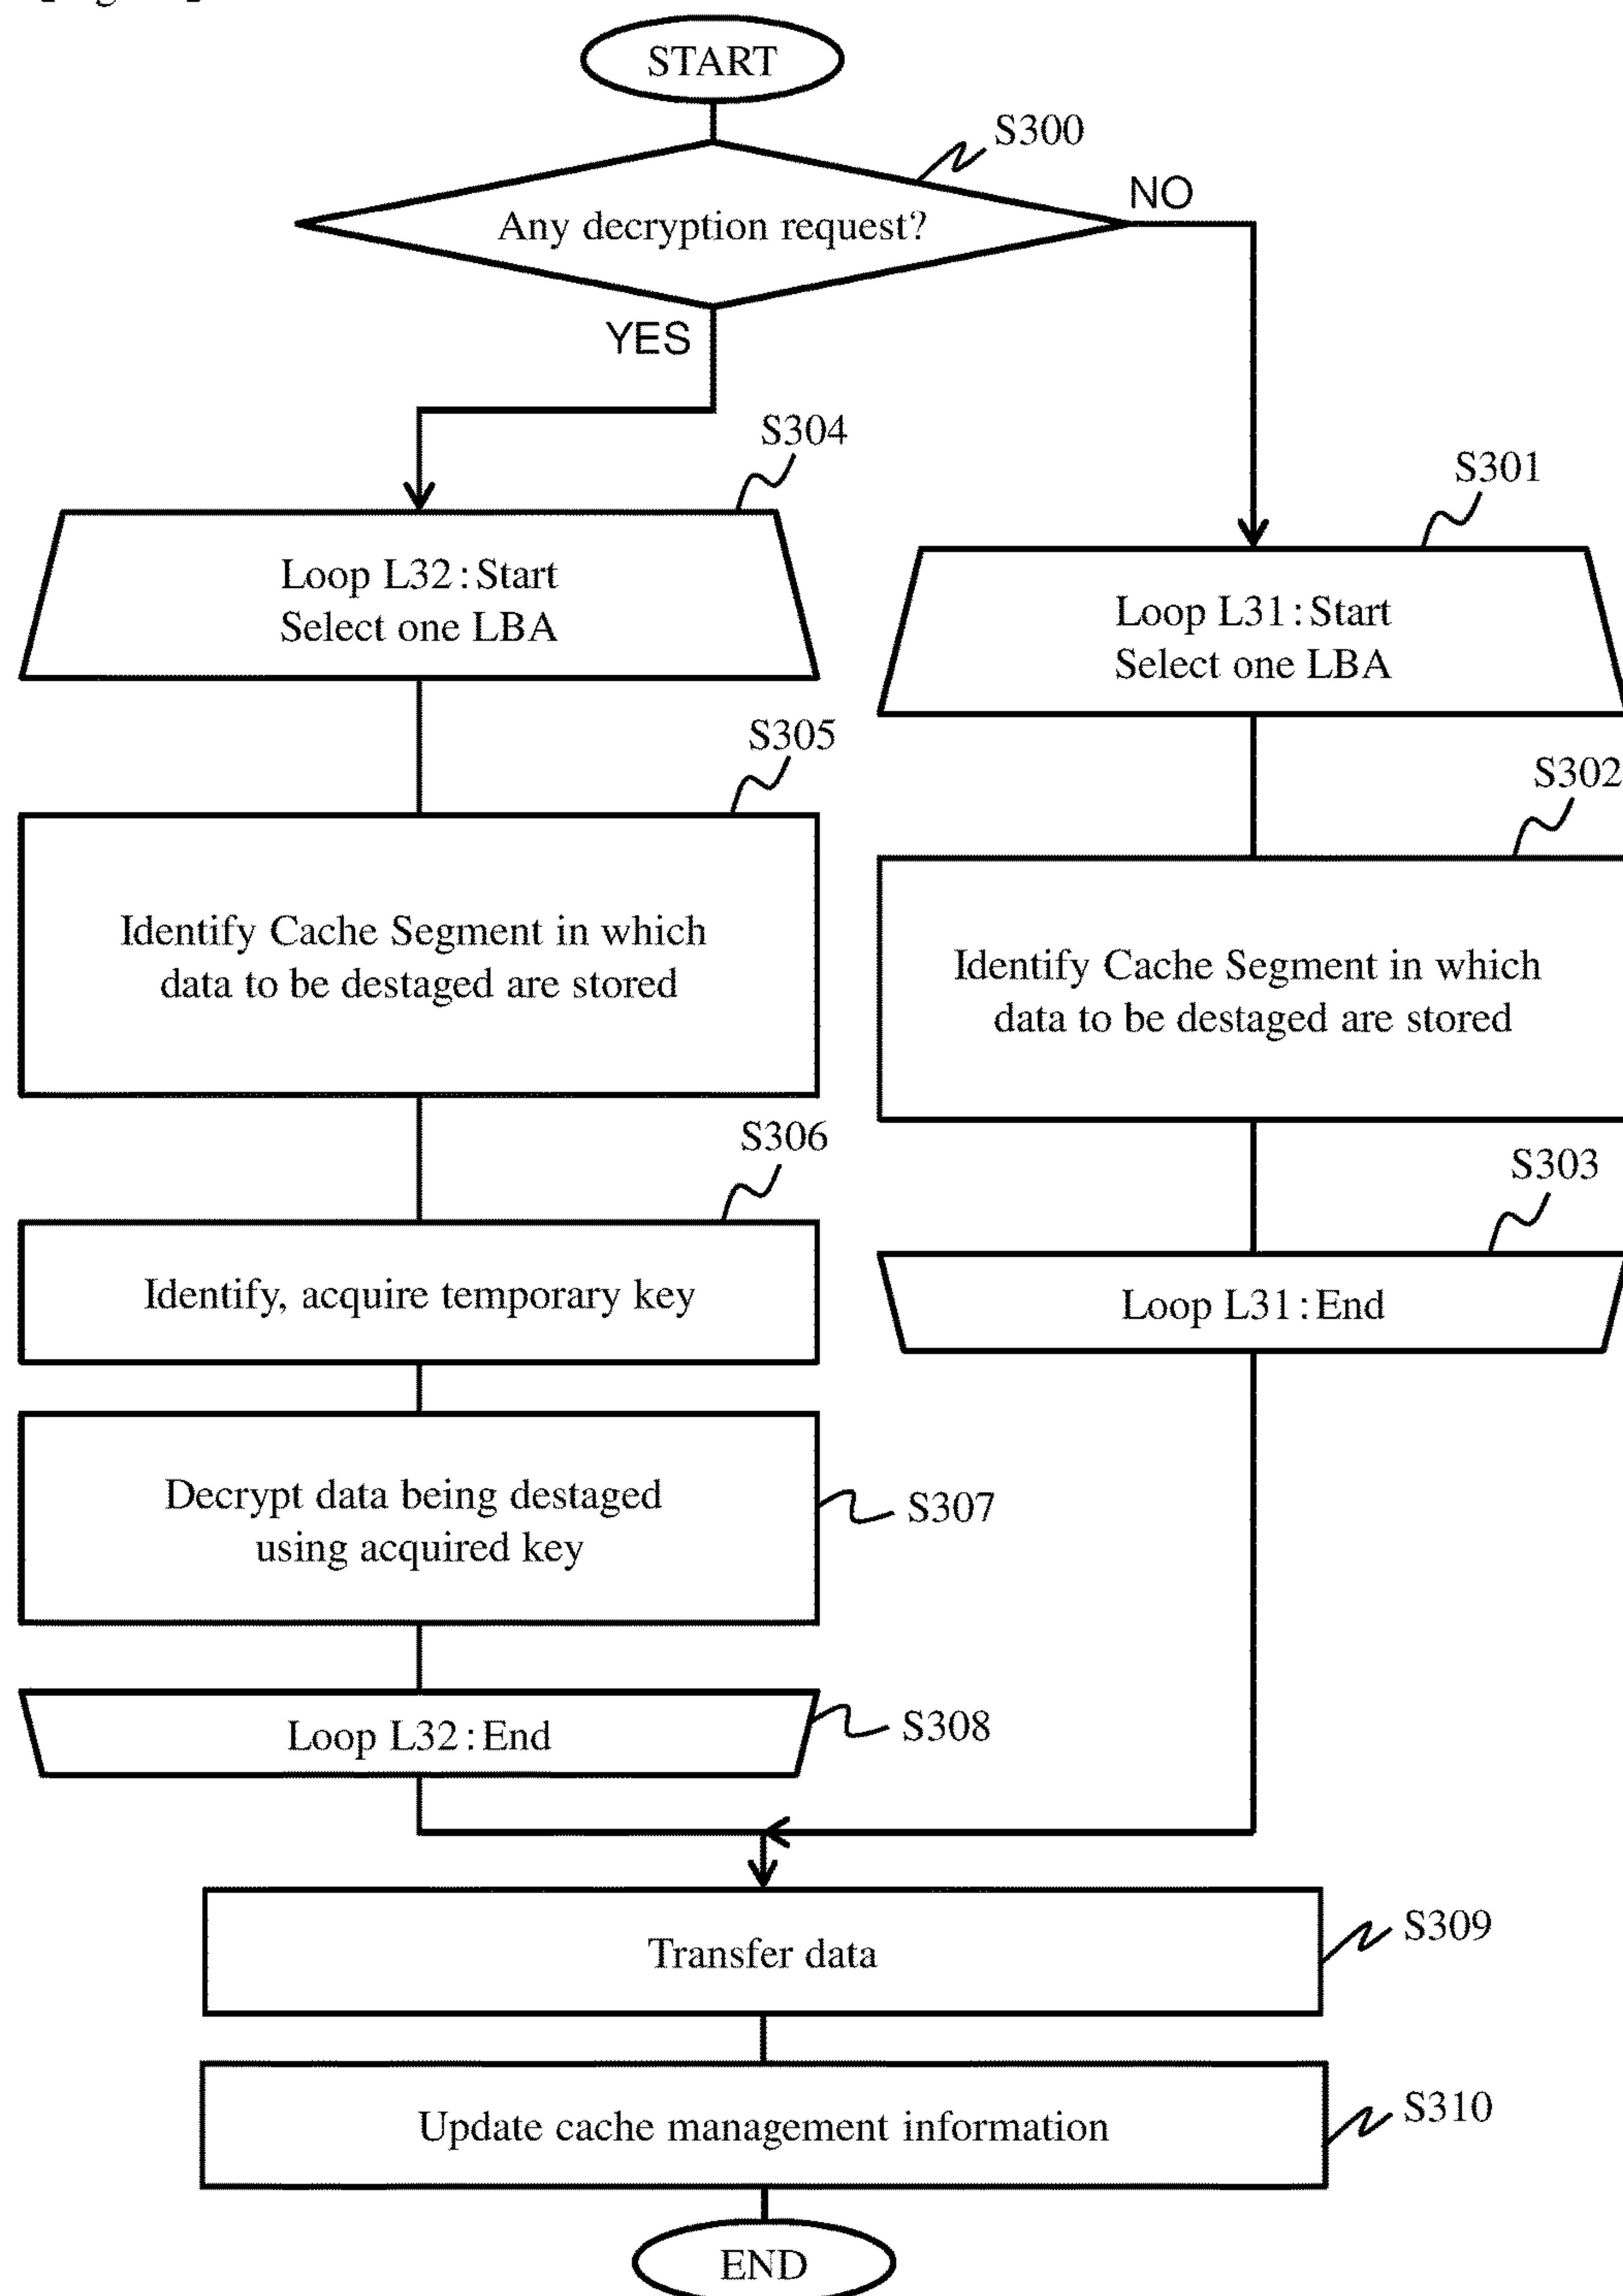 START
S300
Any decryption request?
NO
YES
S304
Loop L32:Start
Select one LBA
S301
Loop L31:Start
Select one LBA
S305
Identify Cache Segment in which
data to be destaged are stored
S302
Identify Cache Segment in which
data to be destaged are stored
S306
Identify, acquire temporary key
S303
Loop L31:End
Decrypt data being destaged
using acquired key
S307
Loop L32:End
S308
Transfer data
S309
Update cache management information
S310
END